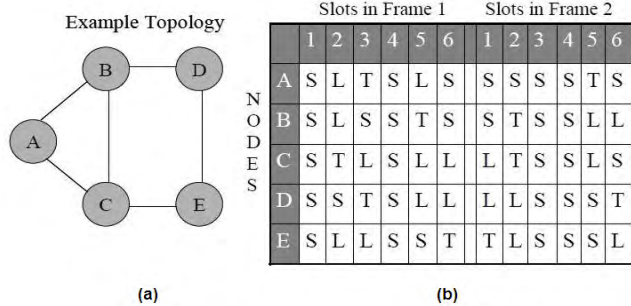 Example Topology
B
D
A
C
E
(a)
Slots in Frame 1 Slots in Frame 2
1 2 3 4 5 6 1 2 3 4 5 6
NODES
A S L T S L S S S S S T S
B S L S S T S S T S S L L
C S T L S L L L T S S L S
D S S T S L L L L S S S T
E S L L S S T T L S S S L
(b)